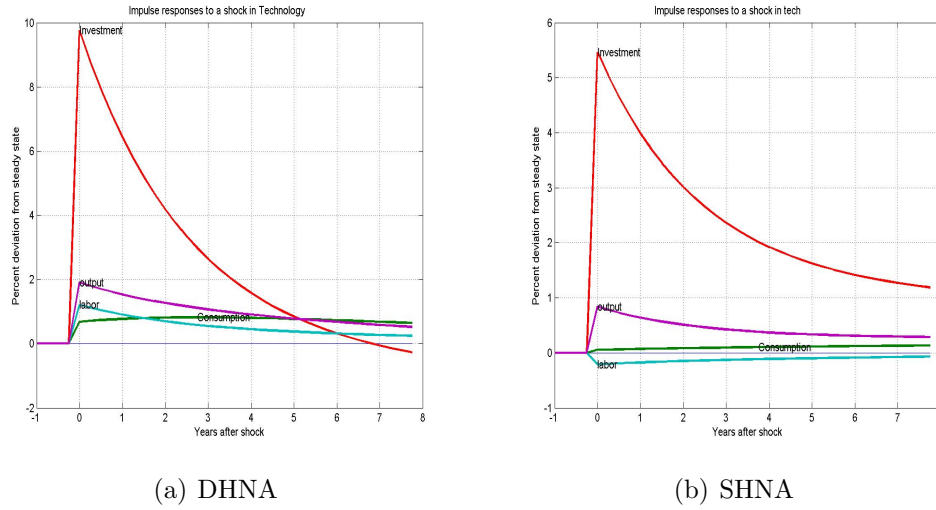 Impulse responses to a shock in Technology
10
8
6
4
2
0
-2
Percent deviation from steady state
Investment
output
labor
Consumption
-1 0 1 2 3 4 5 6 7 8
Years after shock
(a) DHNA
Impulse responses to a shock in tech
6
5
4
3
2
1
0
-1
Percent deviation from steady state
Investment
output
Consumption
labor
-1 0 1 2 3 4 5 6 7
Years after shock
(b) SHNA